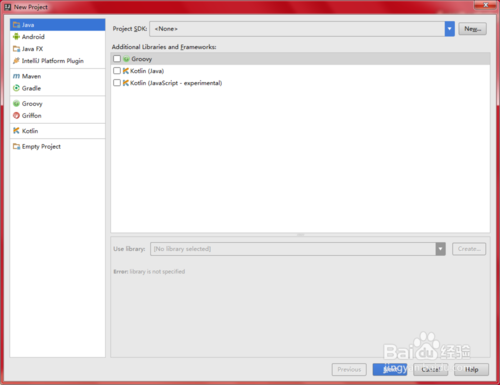 New Project
Java
Android
Java FX
IntelliJ Platform Plugin
Maven
Gradle
Groovy
Griffon
Kotlin
Empty Project
Project SDK: <None> New...
Additional Libraries and Frameworks:
Groovy
Kotlin (Java)
Kotlin (JavaScript - experimental)
Use library: [No library selected] Create...
Error: library is not specified
Baidu 经验
Previous Cancel Help